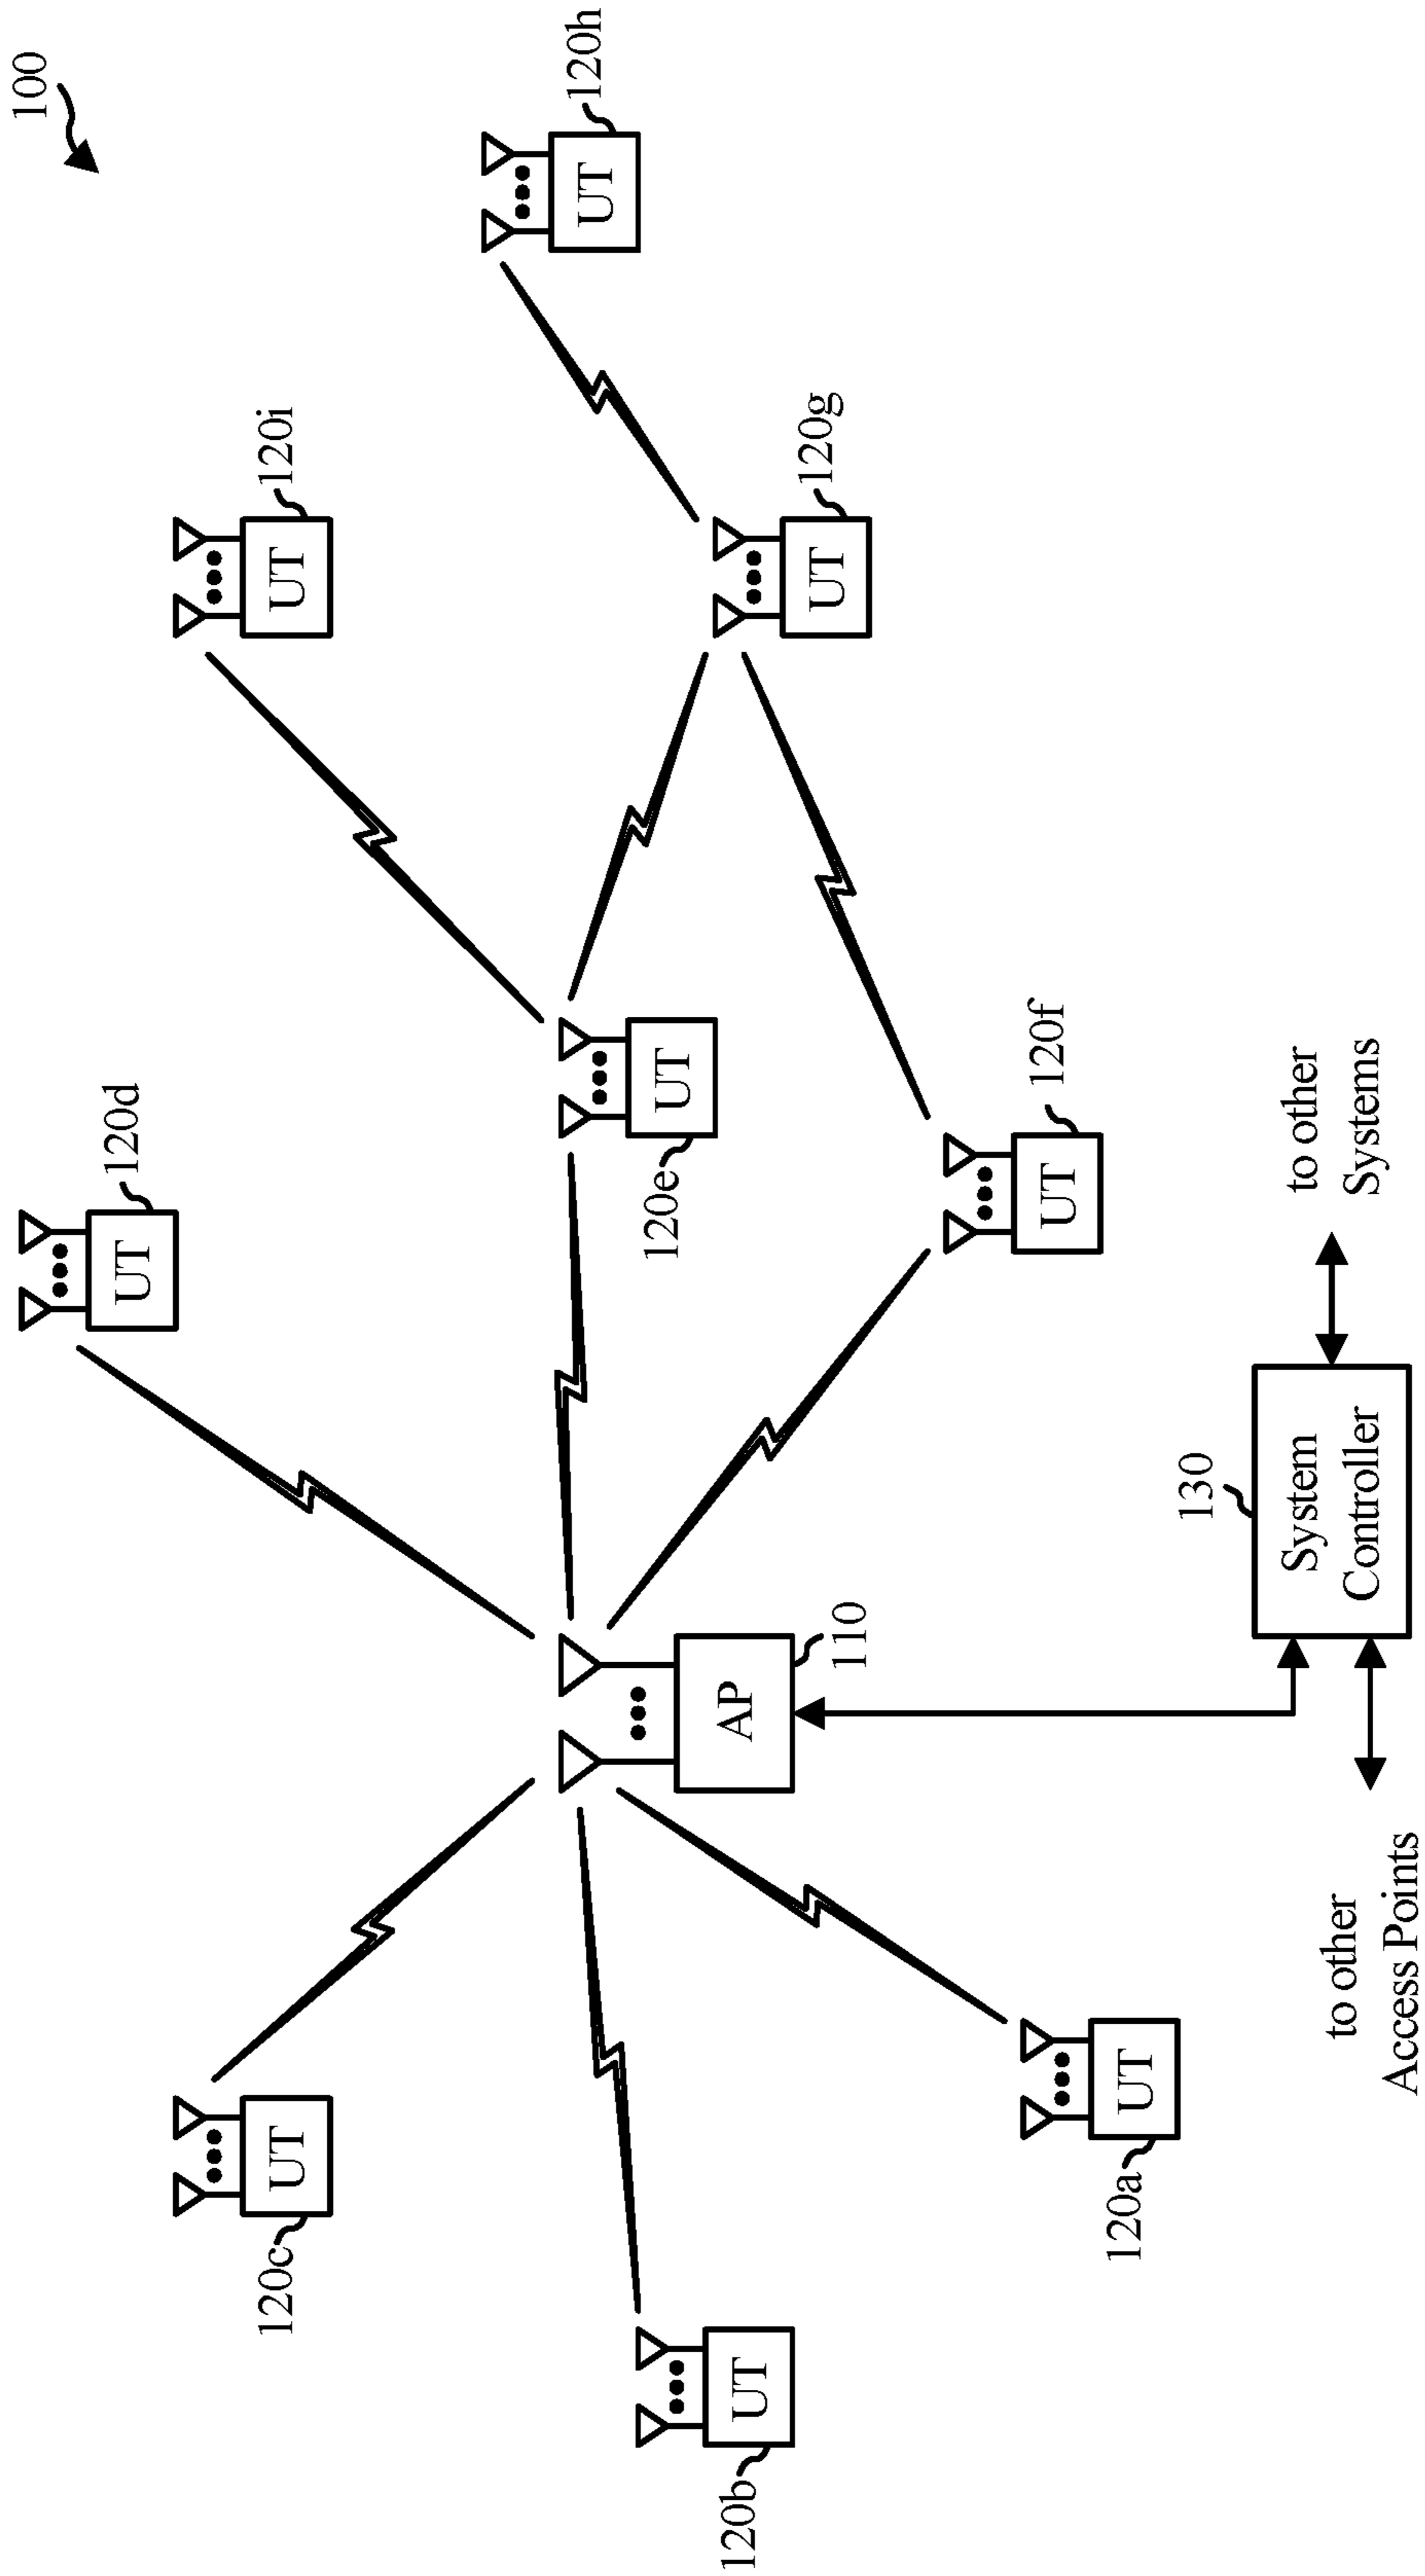 100
120d
UT
120i
UT
120c
UT
120h
UT
120e
UT
AP
110
120b
UT
120g
UT
120f
UT
120a
UT
130
System
Controller
to other
Systems
to other
Access Points